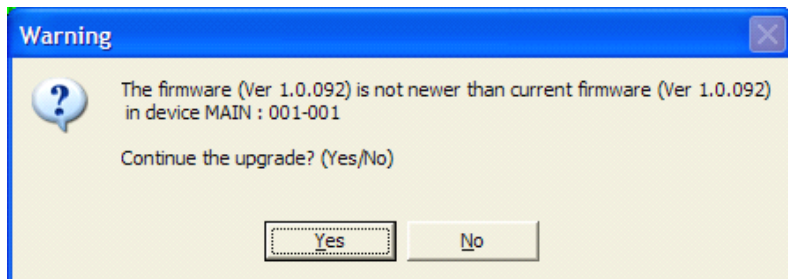 Warning
The firmware (Ver 1.0.092) is not newer than current firmware (Ver 1.0.092)
in device MAIN : 001-001
Continue the upgrade? (Yes/No)
Yes No